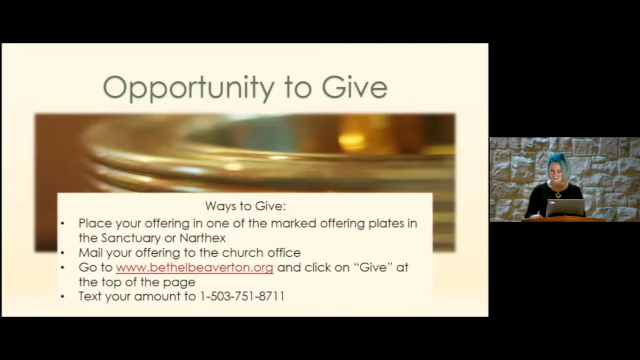 Opportunity to Give
Ways to Give:
• Place your offering in one of the marked offering plates in
the Sanctuary or Narthex
• Mail your offering to the church office
• Go to www.bethelbeaverton.org and click on “Give” at
the top of the page
• Text your amount to 1-503-751-8711